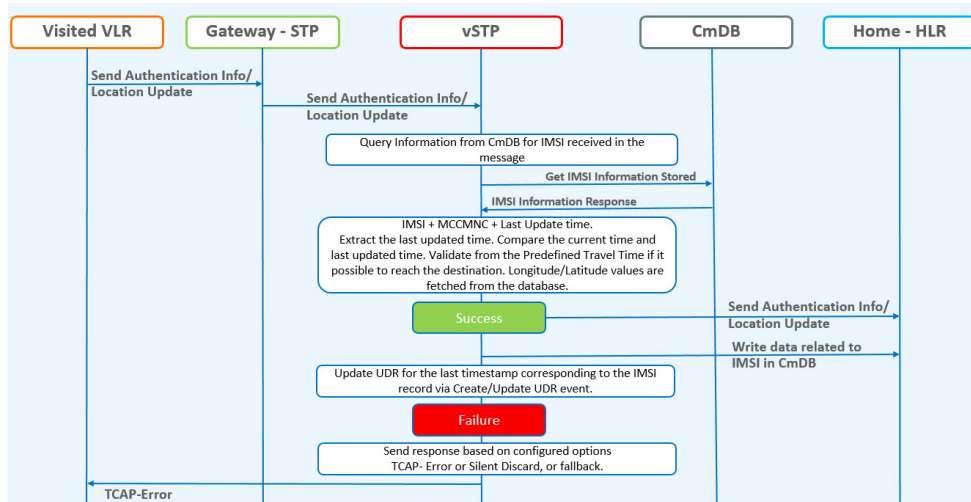 Visited VLR
Gateway - STP
vSTP
CmDB
Home - HLR
Send Authentication Info/
Location Update
Send Authentication Info/
Location Update
Query Information from CmDB for IMSI received in the
message
Get IMSI Information Stored
IMSI Information Response
IMSI + MCCMNC + Last Update time.
Extract the last updated time. Compare the current time and
last updated time. Validate from the Predefined Travel Time if it
possible to reach the destination. Longitude/Latitude values are
fetched from the database.
Success
Send Authentication Info/
Location Update
Write data related to
IMSI in CmDB
Update UDR for the last timestamp corresponding to the IMSI
record via Create/Update UDR event.
Failure
Send response based on configured options
TCAP- Error or Silent Discard, or fallback.
TCAP-Error